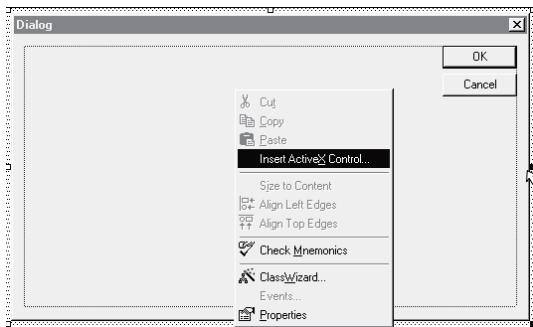 Dialog
OK
Cancel
Cut
Copy
Paste
Insert ActiveX Control...
Size to Content
Align Left Edges
Align Top Edges
Check Mnemonics
ClassWizard...
Events...
Properties